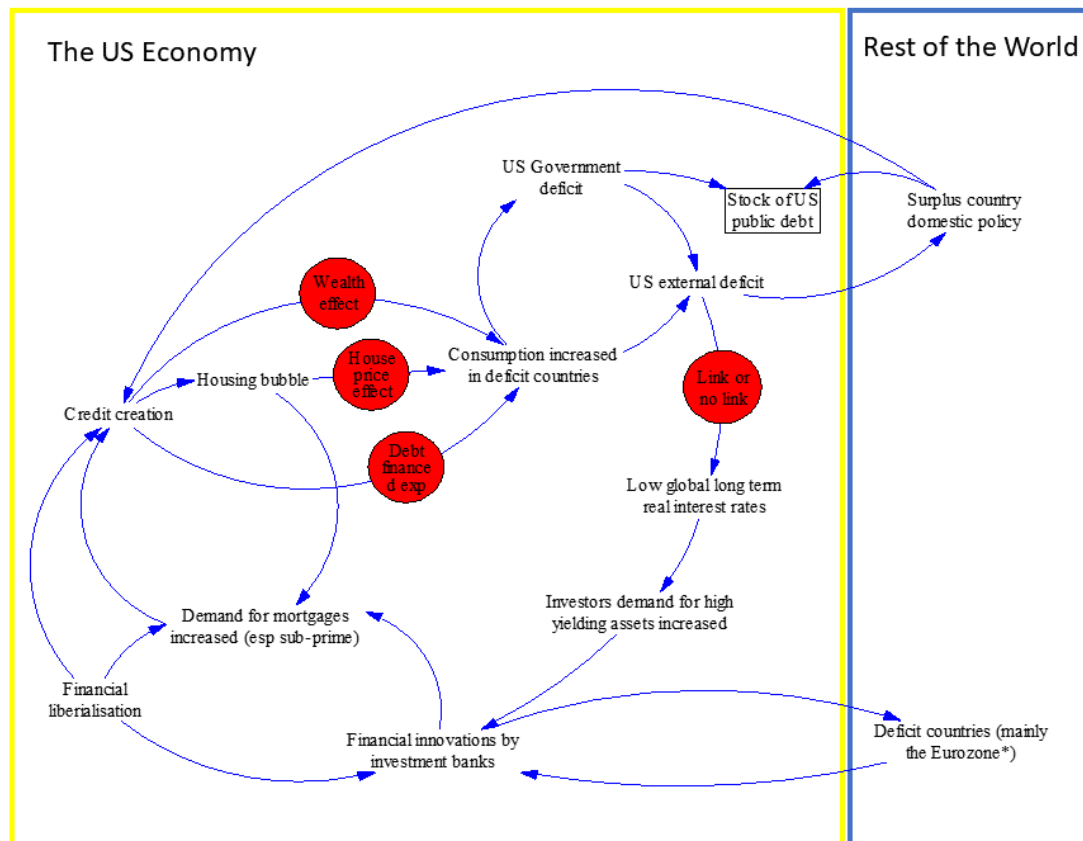 The US Economy
Rest of the World
US Government
deficit
Stock of US
public debt
Surplus country
domestic policy
Wealth
effect
US external deficit
House
price
effect
Consumption increased
in deficit countries
Link or
no link
Housing bubble
Credit creation
Debt
finance
d exp
Low global long term
real interest rates
Investors demand for high
yielding assets increased
Demand for mortgages
increased (esp sub-prime)
Financial
liberialisation
Financial innovations by
investment banks
Deficit countries (mainly
the Eurozone*)